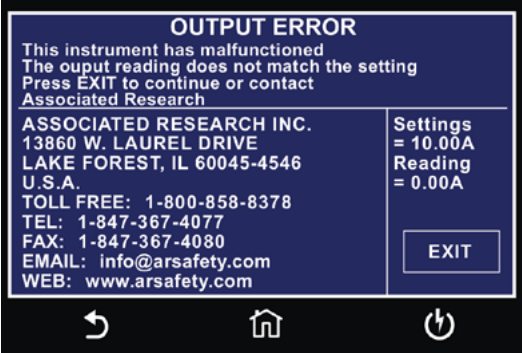 OUTPUT ERROR
This instrument has malfunctioned
The ouput reading does not match the setting
Press EXIT to continue or contact
Associated Research
ASSOCIATED RESEARCH INC.
13860 W. LAUREL DRIVE
LAKE FOREST, IL 60045-4546
U.S.A.
TOLL FREE: 1-800-858-8378
TEL: 1-847-367-4077
FAX: 1-847-367-4080
EMAIL: info@arsafety.com
WEB: www.arsafety.com
Settings
= 10.00A
Reading
= 0.00A
EXIT